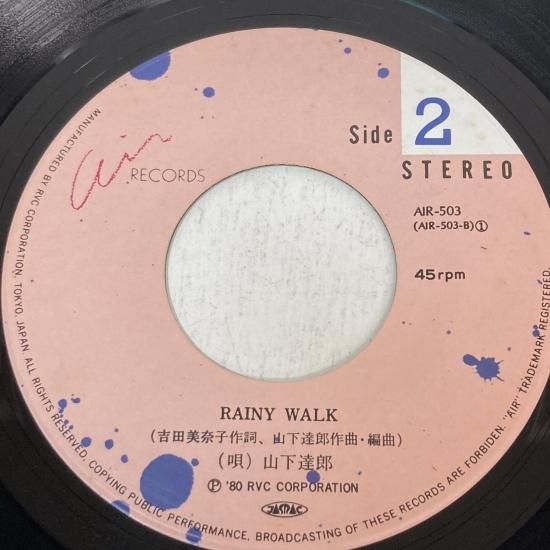 Air
RECORDS
Side 2
STEREO
AIR-503
(AIR-503-B)①
45rpm
RAINY WALK
(吉田美奈子作詞、山下達郎作曲・編曲)
(唄) 山下達郎
Ⓟ '80 RVC CORPORATION
JASRAC
MANUFACTURED BY RVC CORPORATION, TOKYO, JAPAN. ALL RIGHTS RESERVED. COPYING PUBLIC PERFORMANCE, BROADCASTING OF THESE RECORDS ARE FORBIDDEN. "AIR" TRADEMARK REGISTERED.